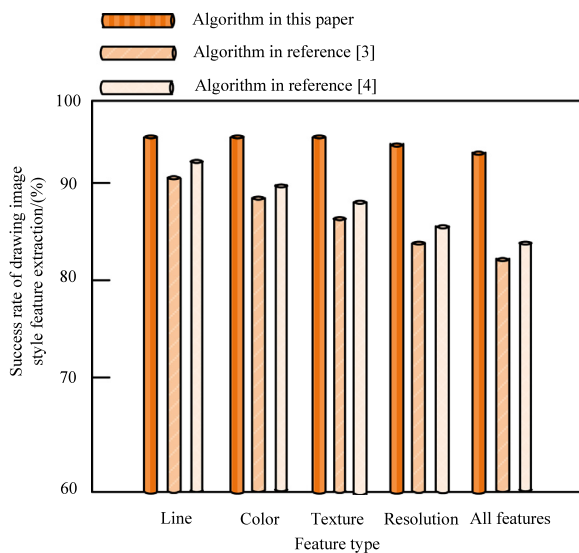 Algorithm in this paper
Algorithm in reference [3]
Algorithm in reference [4]
100
90
80
70
60
Success rate of drawing image
style feature extraction/(%)
Line Color Texture Resolution All features
Feature type